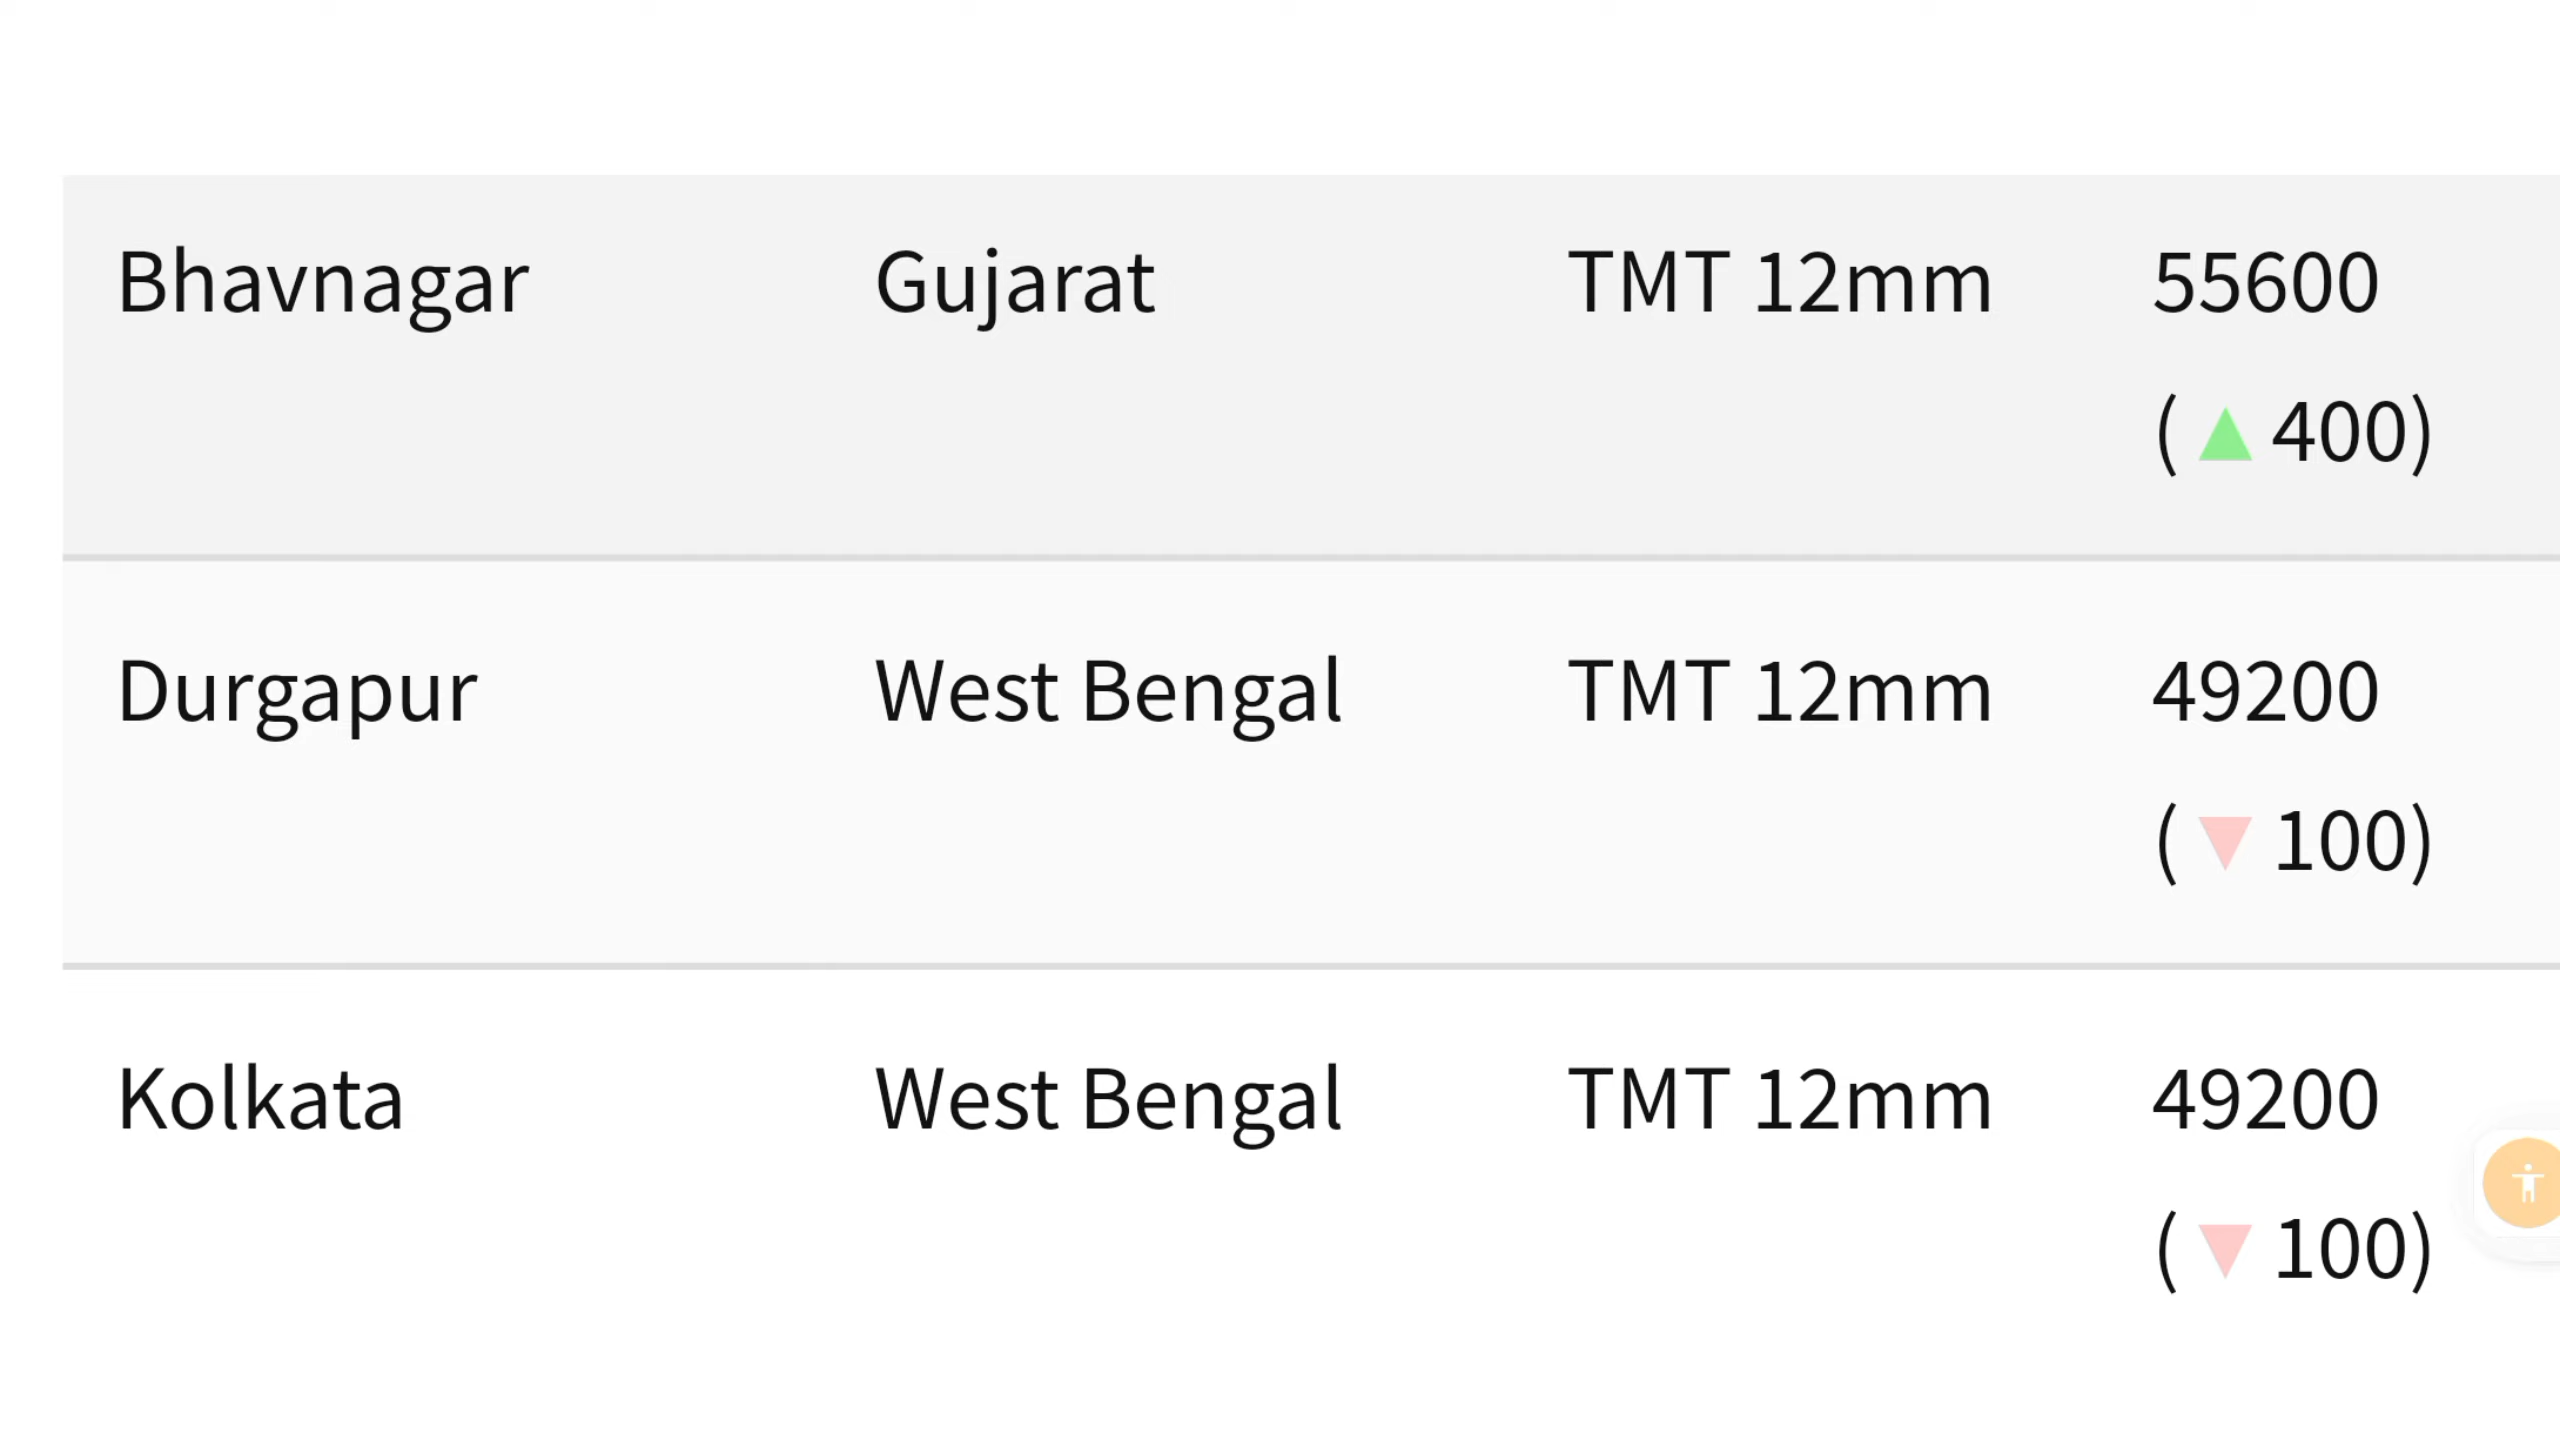 Bhavnagar Gujarat TMT 12mm 55600
(▲400)
Durgapur West Bengal TMT 12mm 49200
(▼100)
Kolkata West Bengal TMT 12mm 49200
(▼100)